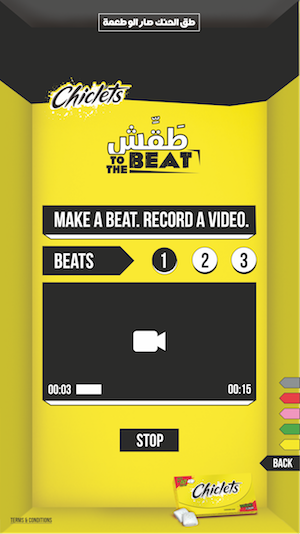 طق الحنك صار الو طعمة
Chiclets
طَقِّش
TO THE BEAT
MAKE A BEAT. RECORD A VIDEO.
BEATS 1 2 3
00:03 00:15
STOP
BACK
Chiclets
TERMS & CONDITIONS